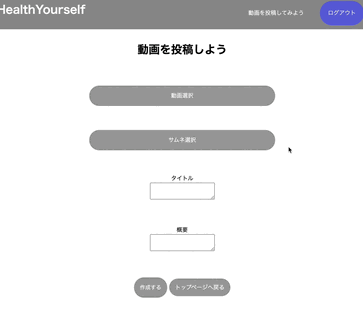 HealthYourself
動画を投稿してみよう
ログアウト
動画を投稿しよう
動画選択
サムネ選択
タイトル
概要
作成する
トップページへ戻る